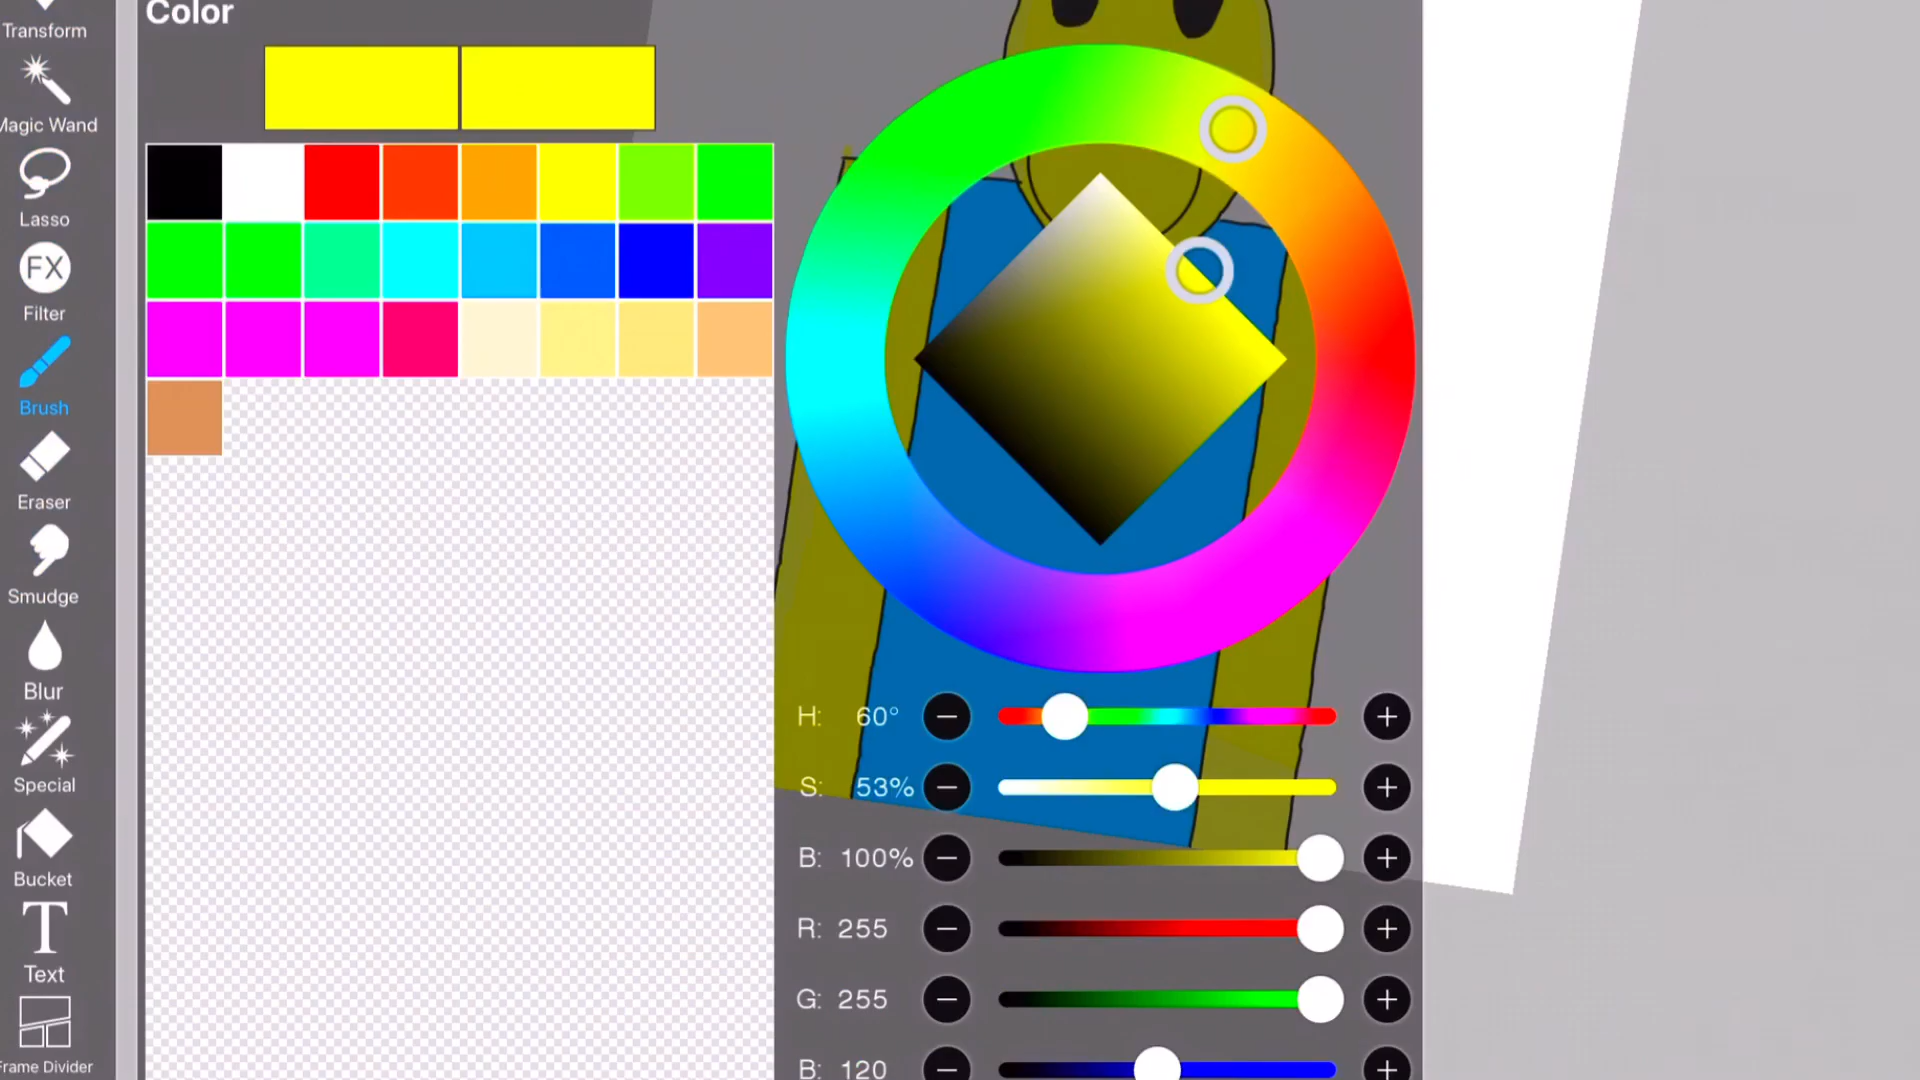 Color
Transform
Magic Wand
Lasso
FX
Filter
Brush
Eraser
Smudge
Blur
Special
Bucket
T
Text
Frame Divider
H: 60°
S: 53%
B: 100%
R: 255
G: 255
B: 120